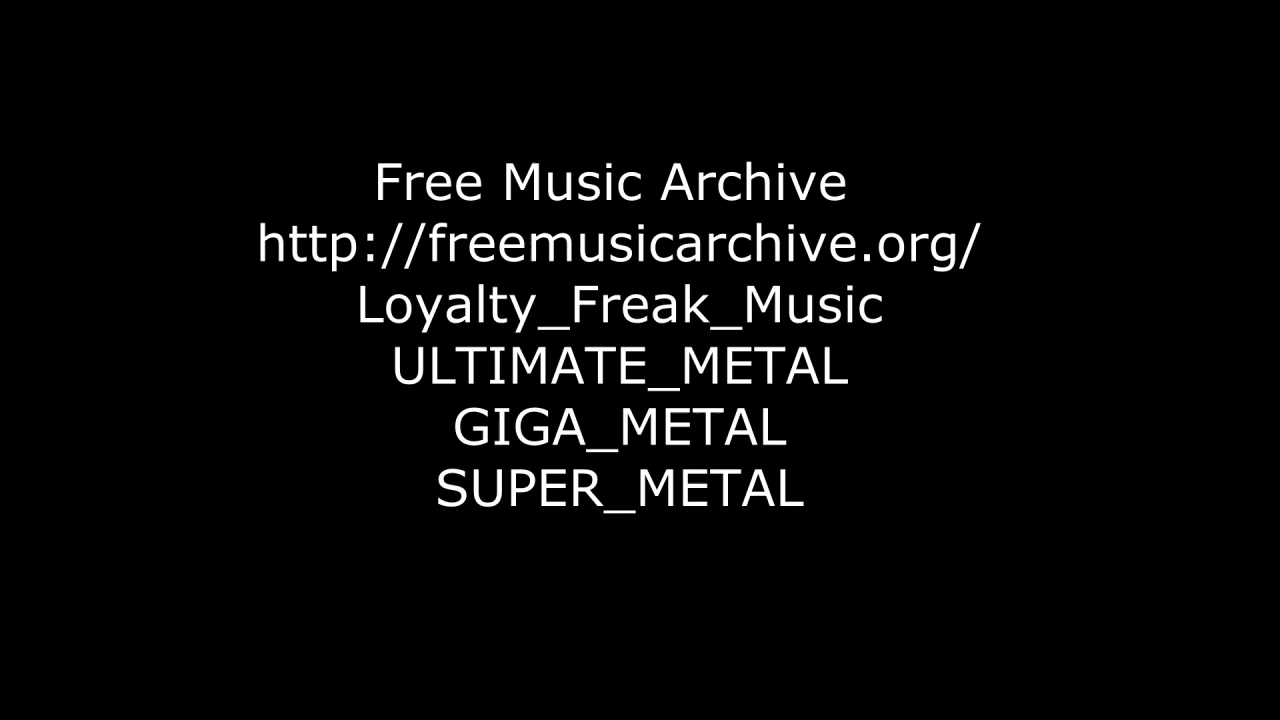 Free Music Archive
http://freemusicarchive.org/
Loyalty_Freak_Music
ULTIMATE_METAL
GIGA_METAL
SUPER_METAL